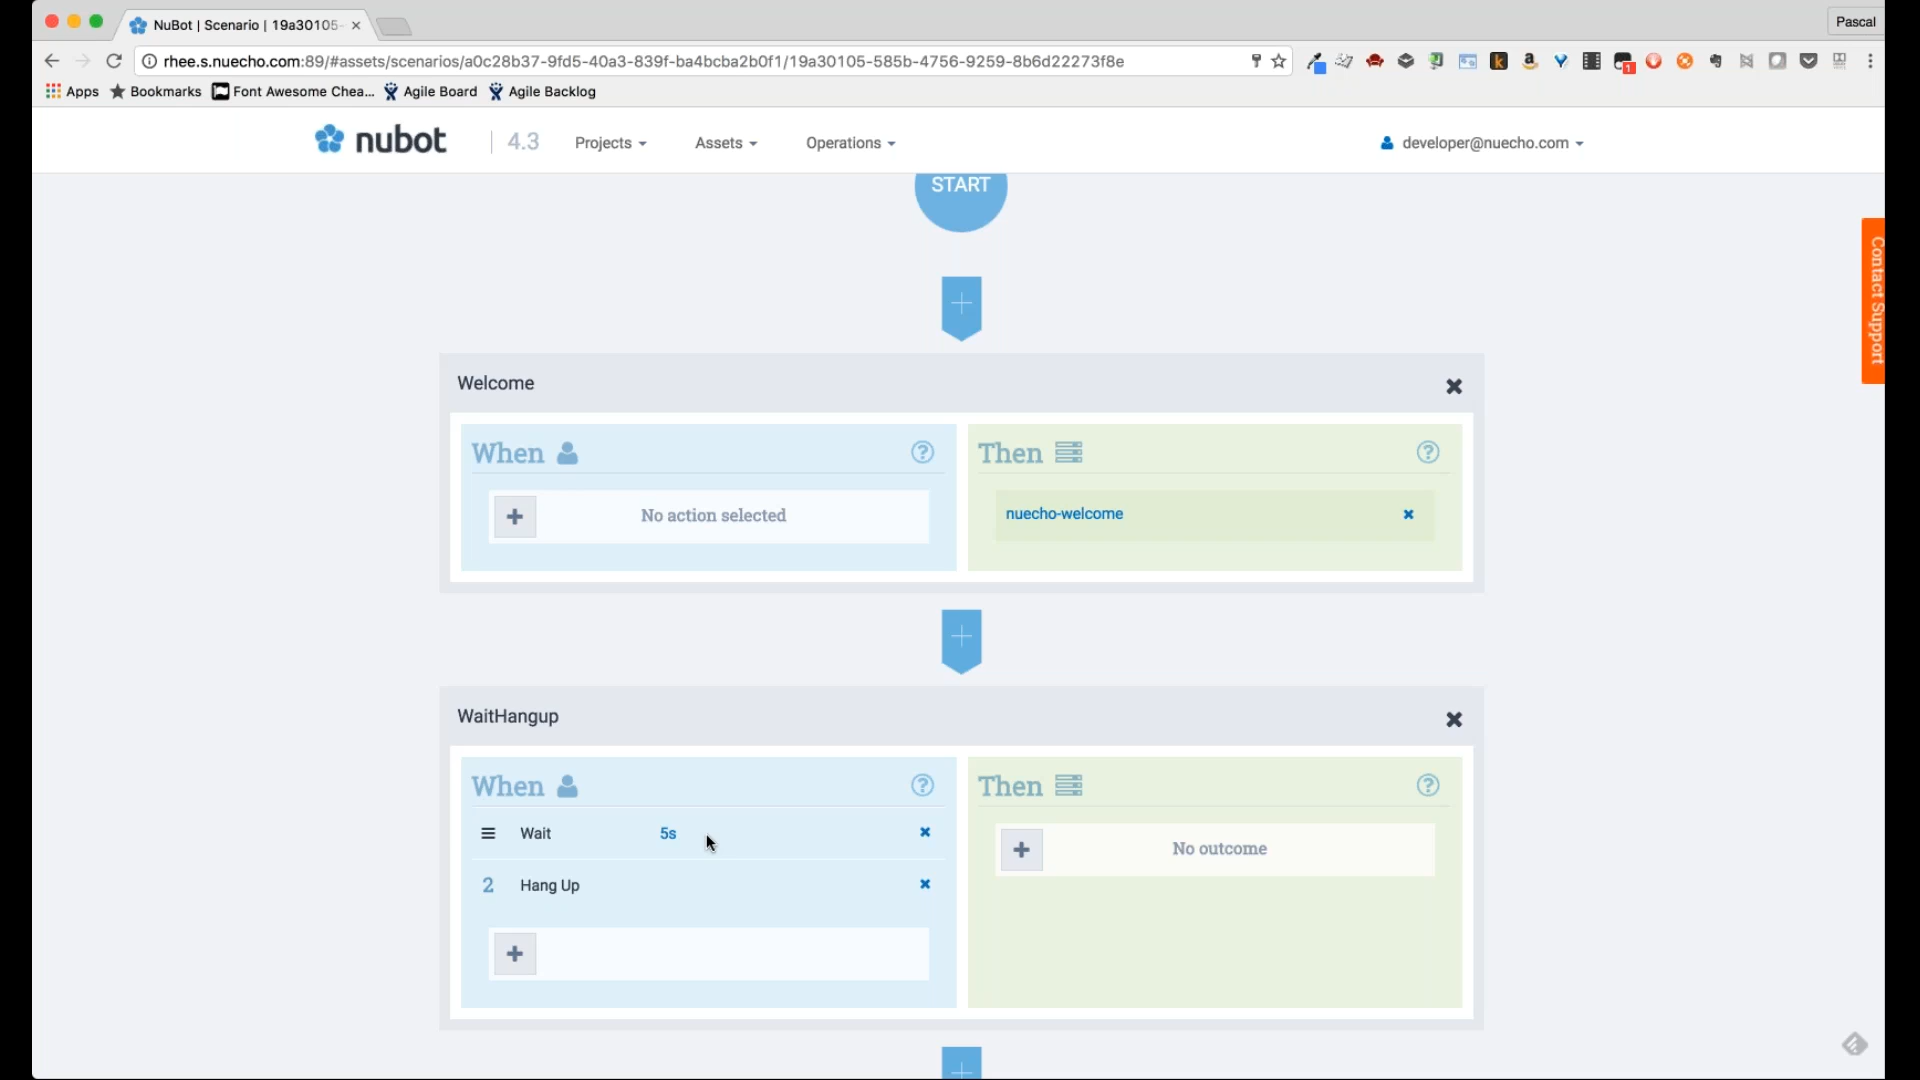 NuBot | Scenario | 19a30105-
Pascal
rhee.s.nuecho.com:89/#assets/scenarios/a0c28b37-9fd5-40a3-839f-ba4bcba2b0f1/19a30105-585b-4756-9259-8b6d22273f8e
Apps Bookmarks Font Awesome Chea... Agile Board Agile Backlog
nubot 4.3 Projects Assets Operations developer@nuecho.com
START
Contact Support
Welcome
When
Then
No action selected
nuecho-welcome
WaitHangup
When
Then
Wait 5s
No outcome
2 Hang Up